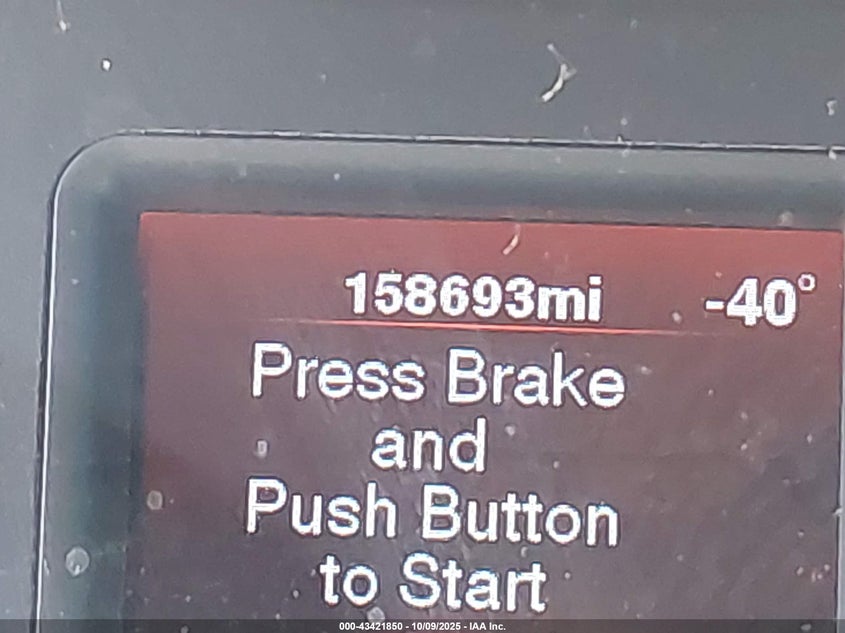 158693mi -40°
Press Brake
and
Push Button
to Start
000-43421850 - 10/09/2025 - IAA Inc.